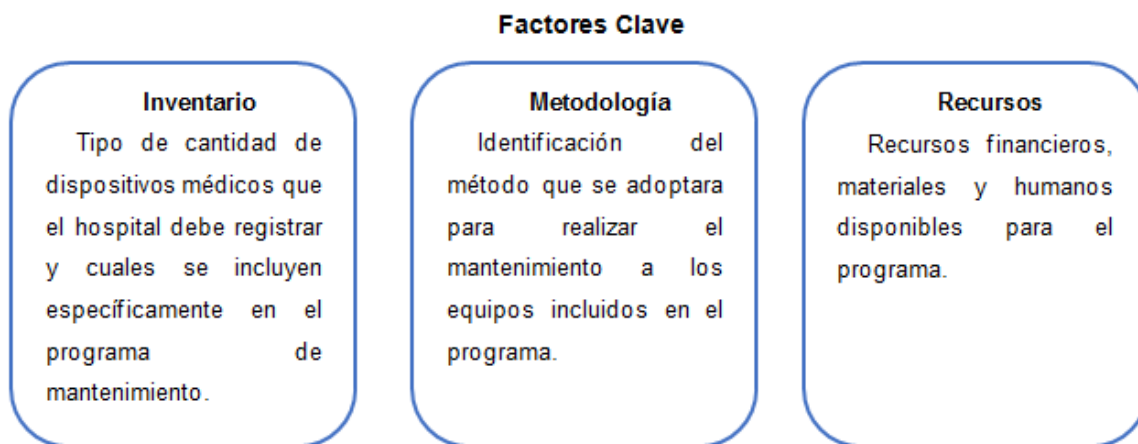 Factores Clave
Inventario
Tipo de cantidad de
dispositivos médicos que
el hospital debe registrar
y cuales se incluyen
específicamente en el
programa de
mantenimiento.
Metodología
Identificación del
método que se adoptara
para realizar el
mantenimiento a los
equipos incluidos en el
programa.
Recursos
Recursos financieros,
materiales y humanos
disponibles para el
programa.